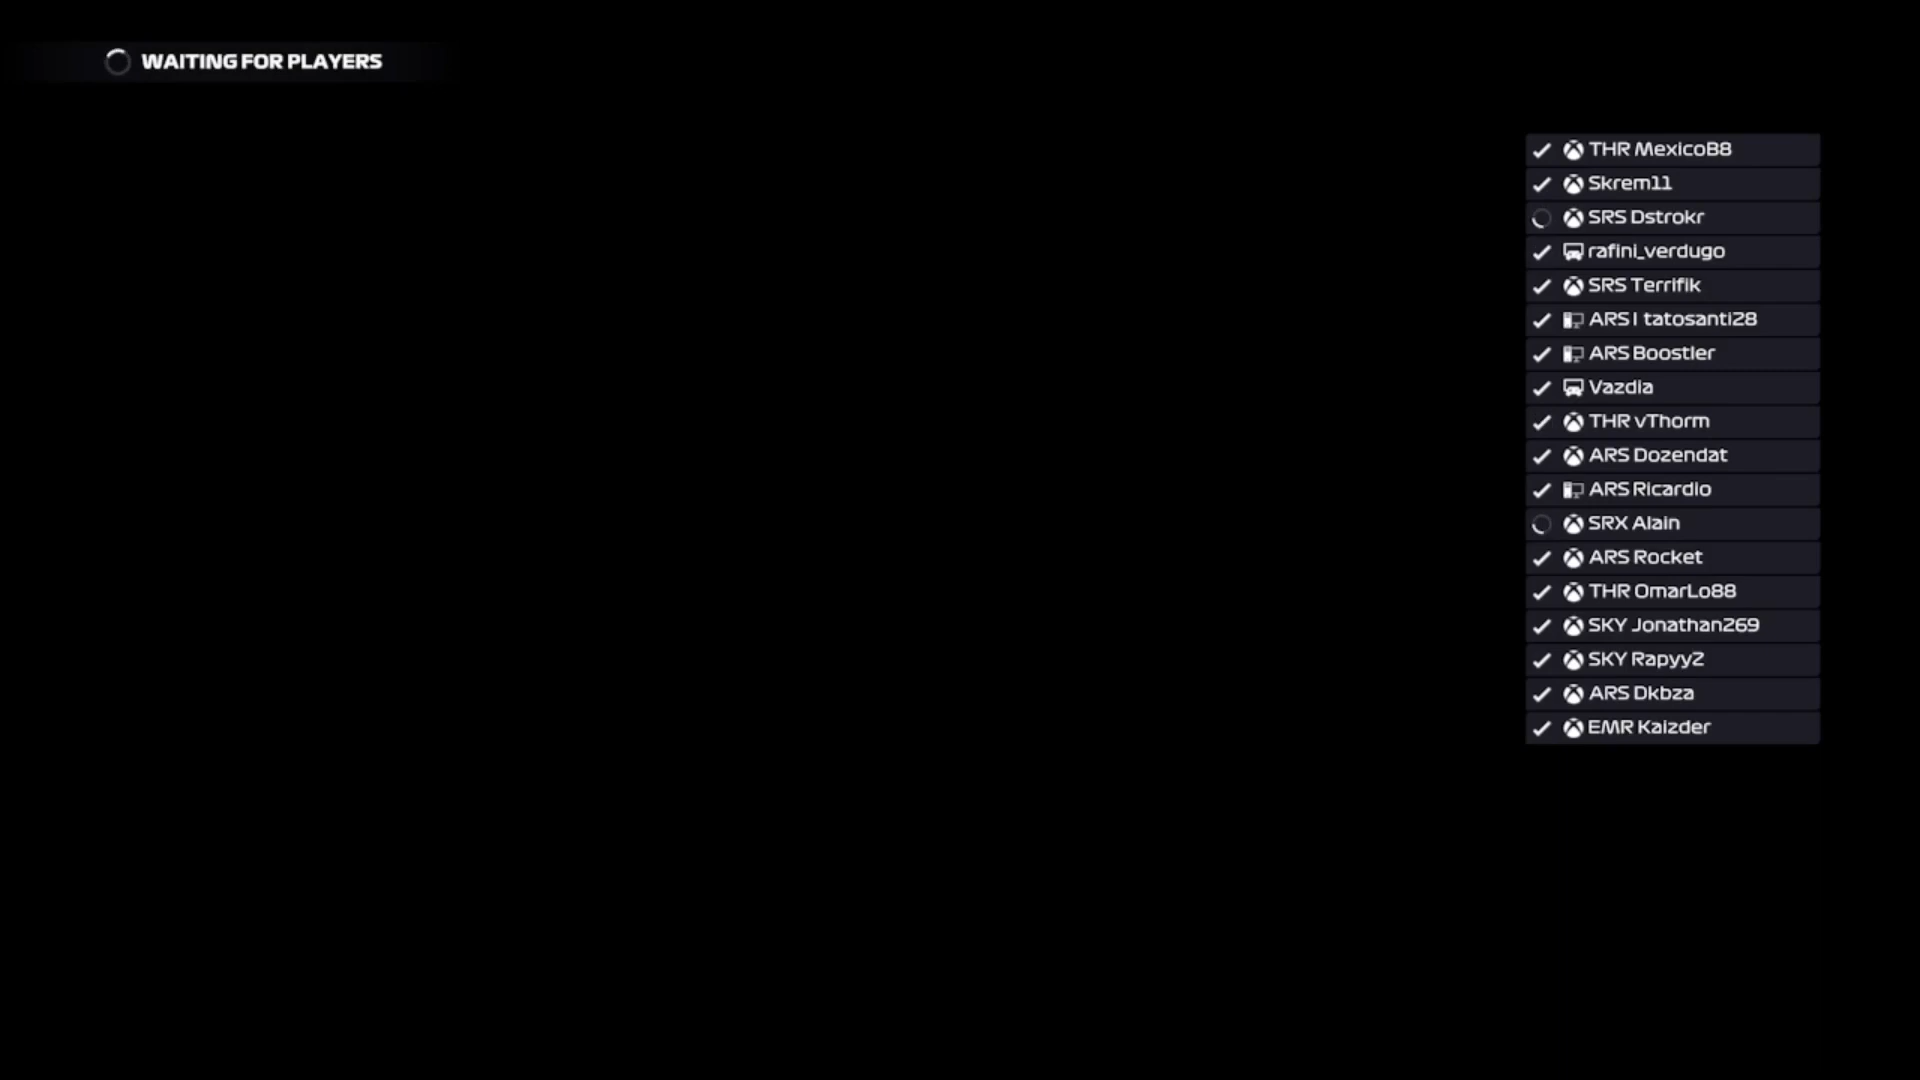 WAITING FOR PLAYERS
THR MexicoB8
Skrem11
SRS Dstrokr
rafini_verdugo
SRS Terrifik
ARS | tatosanti28
ARS Boostler
Vazdia
THR vThorm
ARS Dozendat
ARS Ricardio
SRX Alain
ARS Rocket
THR OmarLo88
SKY Jonathan269
SKY Rapyy2
ARS Dkbza
EMR Kaizder